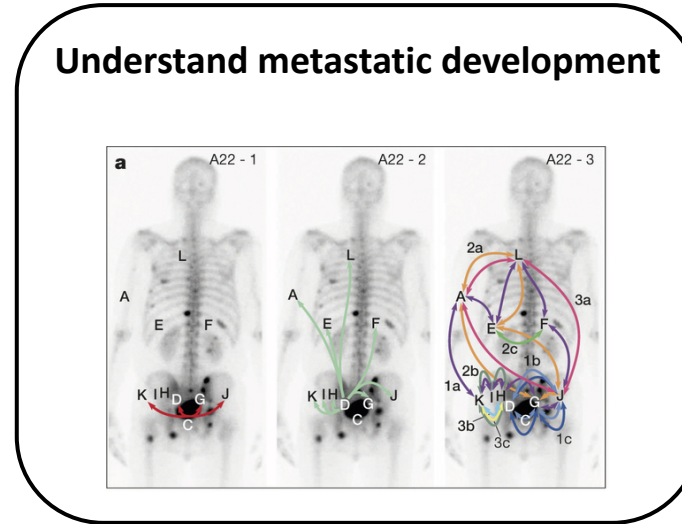 Understand metastatic development
a
A22 - 1
A22 - 2
A22 - 3
L
A
E
F
K
I
H
D
G
J
C
L
A
E
F
K
I
H
D
G
J
C
2a
L
3a
A
E
F
2c
1b
2b
1a
K
I
H
D
G
J
C
3b
3c
1c